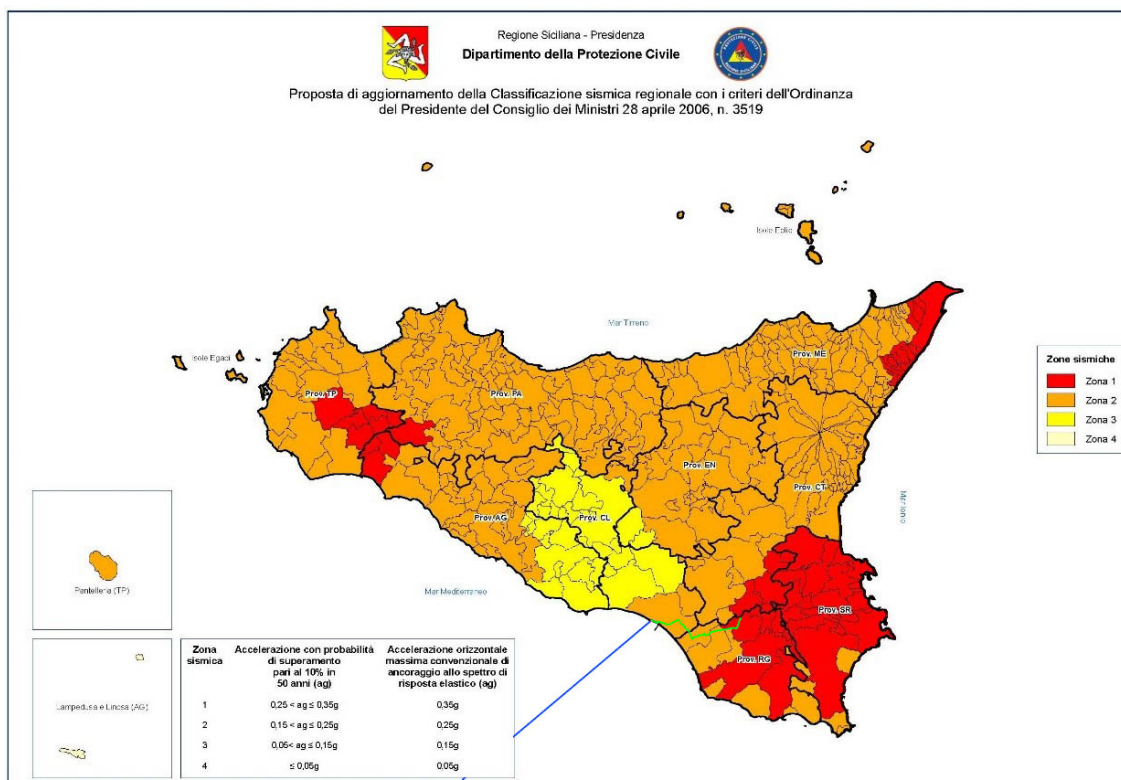 Regione Siciliana - Presidenza
Dipartimento della Protezione Civile
Proposta di aggiornamento della Classificazione sismica regionale con i criteri dell'Ordinanza
del Presidente del Consiglio dei Ministri 28 aprile 2006, n. 3519
Isole Eolie
Mar Tirreno
Isole Egadi
Prov. ME
Prov. TP
Prov. PA
Zone sismiche
Zona 1
Zona 2
Zona 3
Zona 4
Prov. EN
Prov. CT
Mar Ionio
Prov. AG
Prov. CL
Pantelleria (TP)
Mar Mediterraneo
Prov. SR
Prov. RG
Lampedusa e Linosa (AG)
Zona sismica
Accelerazione con probabilità di superamento pari al 10% in 50 anni (ag)
Accelerazione orizzontale massima convenzionale di ancoraggio allo spettro di risposta elastico (ag)
1 0,25 < ag ≤ 0,35g 0,35g
2 0,15 < ag ≤ 0,25g 0,25g
3 0,05< ag ≤ 0,15g 0,15g
4 ≤ 0,05g 0,05g